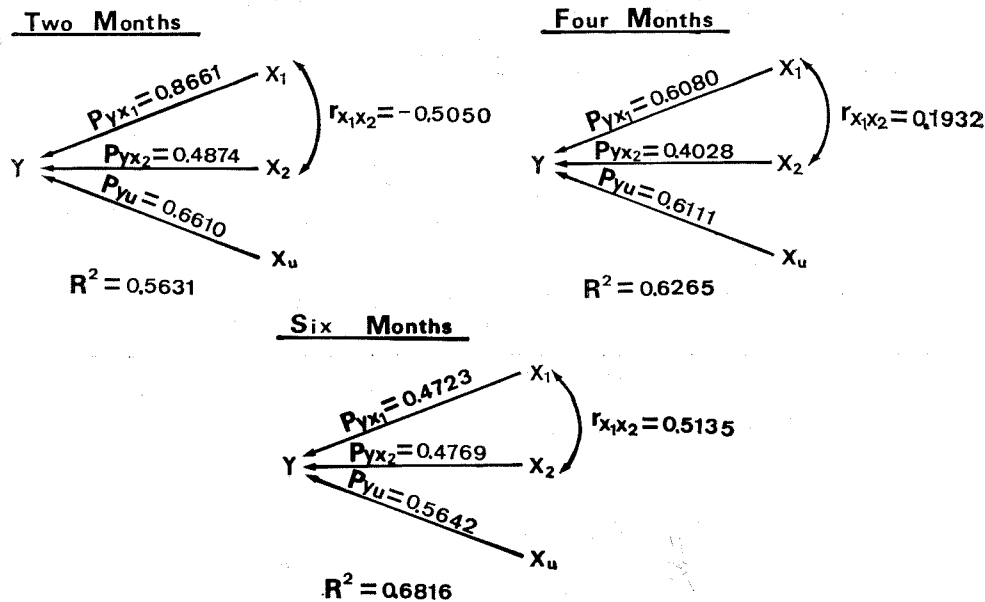 Two Months
X₁
Pyx₁=0.8661
rx₁x₂=-0.5050
Y
Pyx₂=0.4874
X₂
Pyu=0.6610
Xu
R²=0.5631
Four Months
X₁
Pyx₁=0.6080
rx₁x₂=0.1932
Y
Pyx₂=0.4028
X₂
Pyu=0.6111
Xu
R²=0.6265
Six Months
X₁
Pyx₁=0.4723
rx₁x₂=0.5135
Y
Pyx₂=0.4769
X₂
Pyu=0.5642
Xu
R²=0.6816